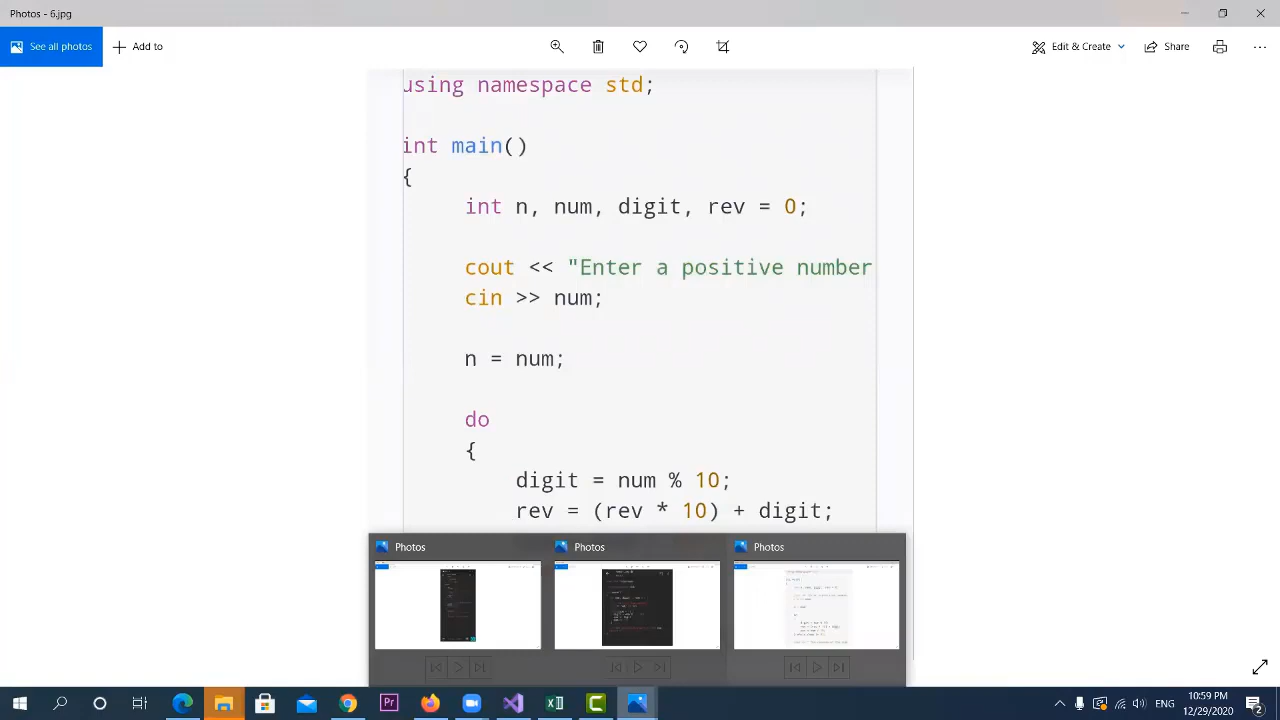 Photos - 6.jpg
See all photos
Add to
Edit & Create
Share
using namespace std;
int main()
{
int n, num, digit, rev = 0;
cout << "Enter a positive number
cin >> num;
n = num;
do
{
digit = num % 10;
rev = (rev * 10) + digit;
Photos
Photos
Photos
Pr
ENG
10:59 PM
12/29/2020
2